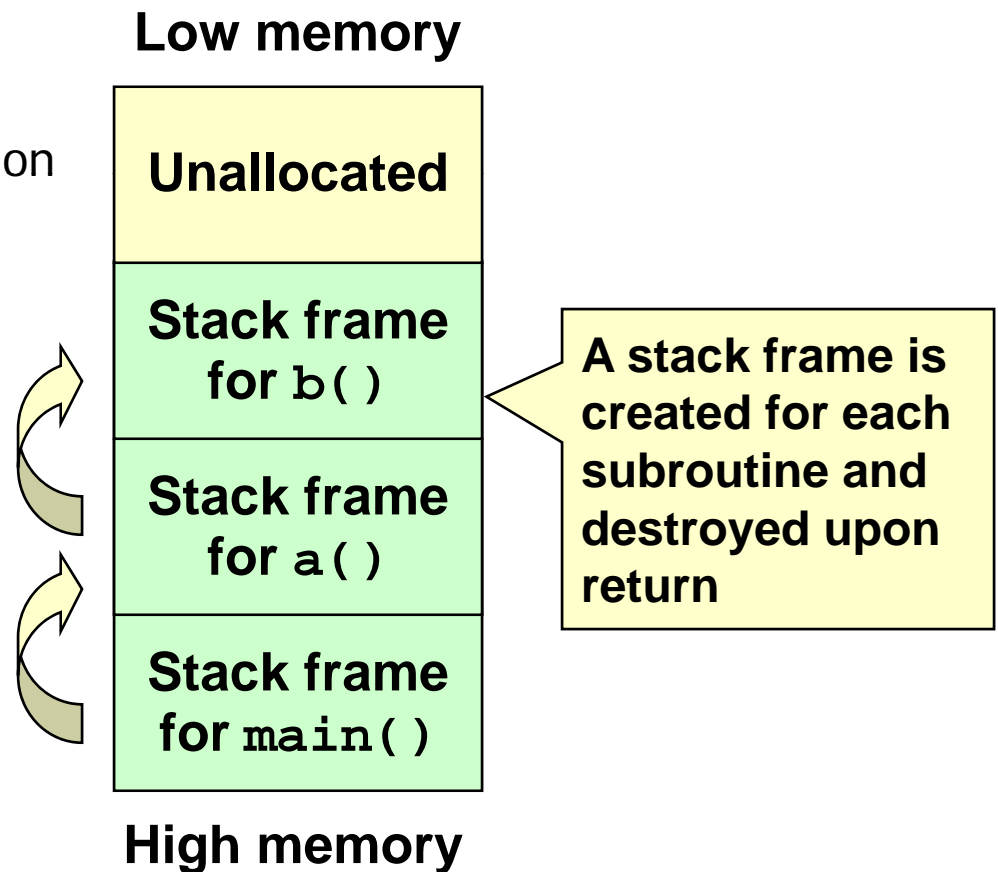 Low memory
on
Unallocated
Stack frame
for b()
A stack frame is
created for each
subroutine and
destroyed upon
return
Stack frame
for a()
Stack frame
for main()
High memory